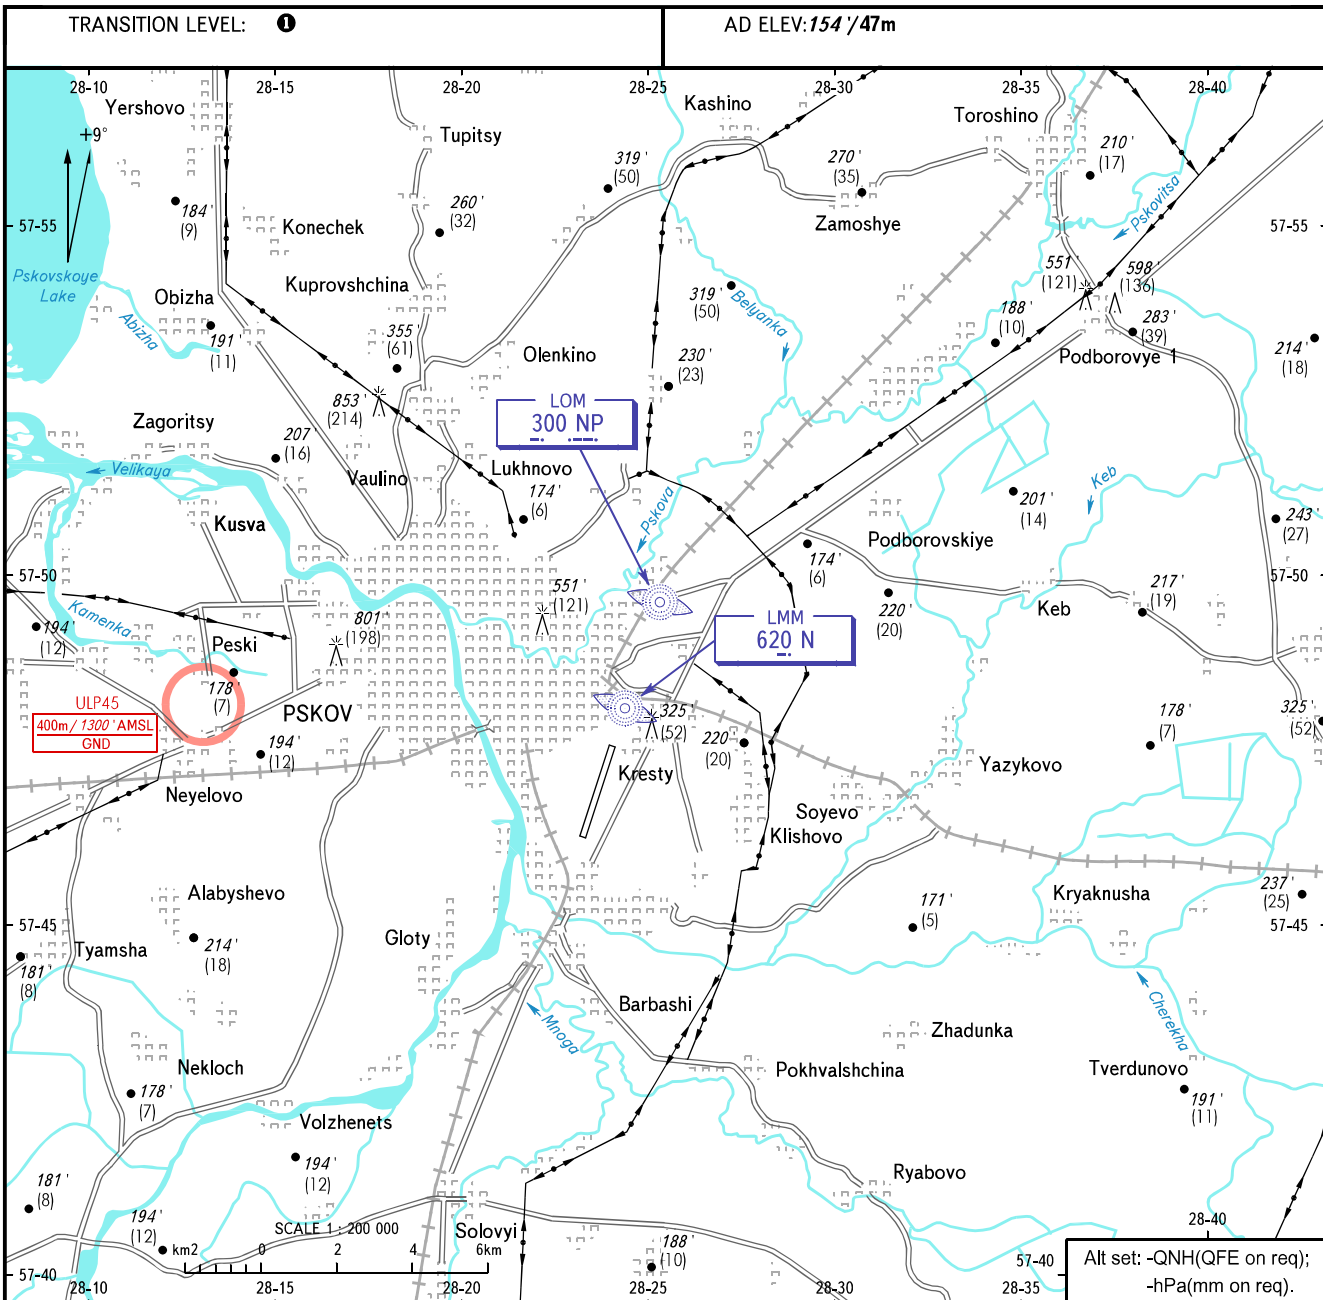 TRANSITION LEVEL: ❶
AD ELEV: 154'/47m
28-10
28-15
28-20
28-25
28-30
28-35
28-40
Yershovo
Kashino
Toroshino
+9°
Tupitsy
319'
(50)
270'
(35)
210'
(17)
184'
(9)
260'
(32)
Konechek
Zamoshye
Pskovitsa
57-55
57-55
Pskovskoye
Lake
Kuprovshchina
Obizha
Abizha
319'
(50)
Belyanka
551'
(121)
598'
(136)
191'
(11)
355'
(61)
Olenkino
230'
(23)
188'
(10)
283'
(39)
Podborovye 1
214'
(18)
853'
(214)
LOM
300 NP
Zagoritsy
207'
(16)
Velikaya
Vaulino
Lukhnovo
174'
(6)
Pskova
Keb
201'
(14)
243'
(27)
Kusva
Podborovskiye
174'
(6)
57-50
57-50
551'
(121)
220'
(20)
Keb
217'
(19)
Kamenka
194'
(12)
Peski
801
(198)
LMM
620 N
178'
(7)
ULP45
400m/1300'AMSL
GND
PSKOV
325'
(52)
178'
(7)
325'
(52)
194'
(12)
220'
(20)
Neyelovo
Kresty
Yazykovo
Soyevo
Klishovo
Alabyshevo
171'
(5)
Kryaknusha
237'
(25)
57-45
57-45
Tyamsha
214'
(18)
Gloty
181'
(8)
Barbashi
Mnoga
Zhadunka
Cherekha
Nekloch
Pokhvalshchina
Tverdunovo
178'
(7)
191'
(11)
Volzhenets
194'
(12)
Ryabovo
181'
(8)
194'
(12)
SCALE 1 : 200 000
km2 0 2 4 6km
Solovyi
188'
(10)
28-40
57-40
57-40
28-10
28-15
28-20
28-25
28-30
28-35
Alt set: -QNH(QFE on req);
-hPa(mm on req).